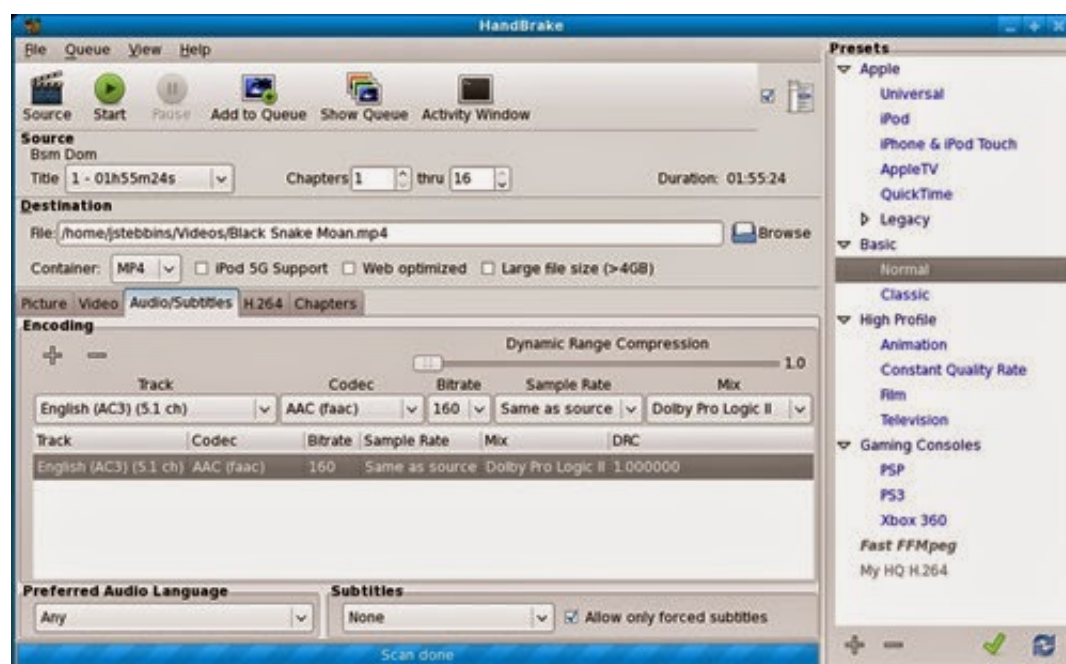 HandBrake
File Queue View Help
Source Start Pause Add to Queue Show Queue Activity Window
Source
Bsm Dom
Title 1 - 01h55m24s Chapters 1 thru 16 Duration: 01:55:24
Destination
File: /home/jstebbins/Videos/Black Snake Moan.mp4 Browse
Container: MP4 iPod 5G Support Web optimized Large file size (>4GB)
Picture Video Audio/Subtitles H.264 Chapters
Encoding
Dynamic Range Compression
1.0
Track Codec Bitrate Sample Rate Mix
English (AC3) (5.1 ch) AAC (faac) 160 Same as source Dolby Pro Logic II
Track Codec Bitrate Sample Rate Mix DRC
English (AC3) (5.1 ch) AAC (faac) 160 Same as source Dolby Pro Logic II 1.000000
Preferred Audio Language Subtitles
Any None Allow only forced subtitles
Scan done
Presets
Apple
Universal
iPod
iPhone & iPod Touch
AppleTV
QuickTime
Legacy
Basic
Normal
Classic
High Profile
Animation
Constant Quality Rate
Film
Television
Gaming Consoles
PSP
PS3
Xbox 360
Fast FFMpeg
My HQ H.264